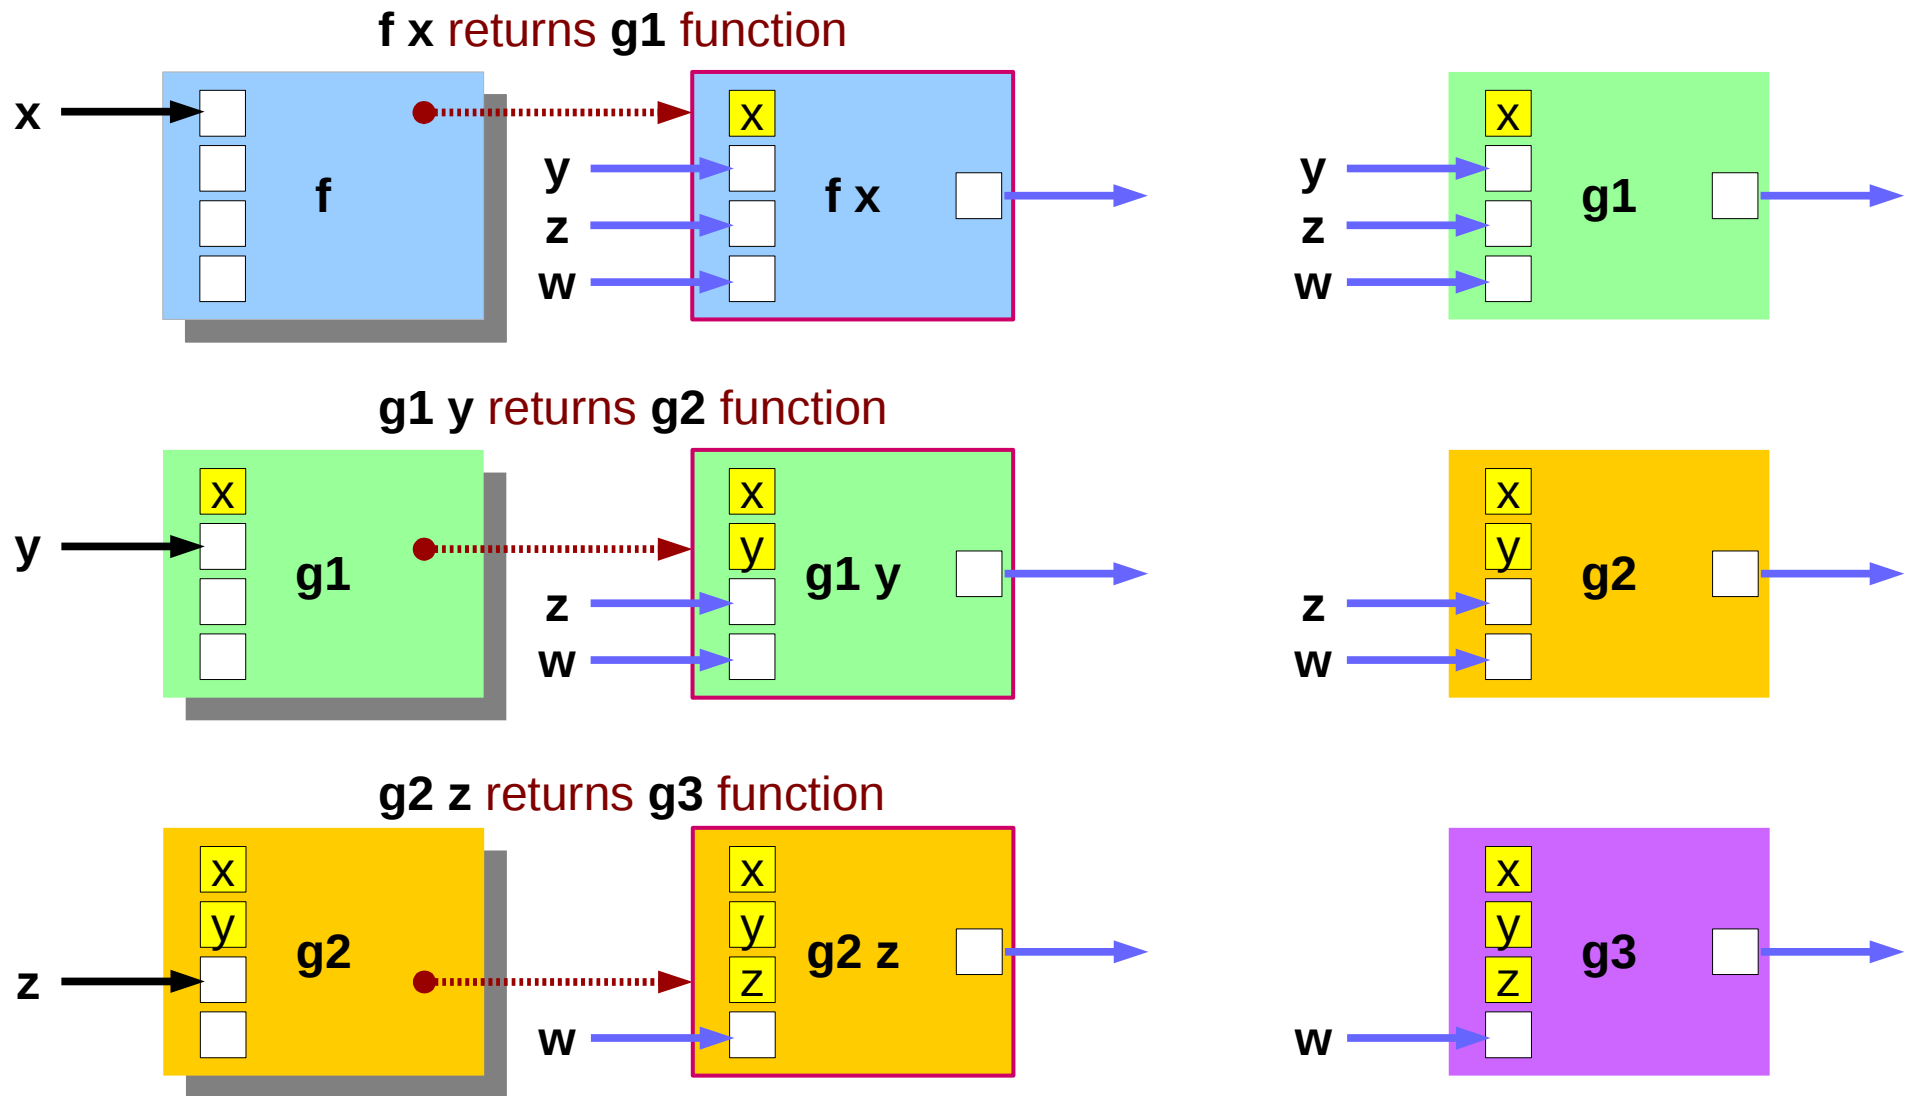 f x returns g1 function
x
x
x
y
y
f
f x
g1
z
z
w
w
g1 y returns g2 function
x
x
x
y
y
y
g1
g1 y
g2
z
z
w
w
g2 z returns g3 function
x
x
x
y
y
y
g2
g2 z
g3
z
z
z
w
w